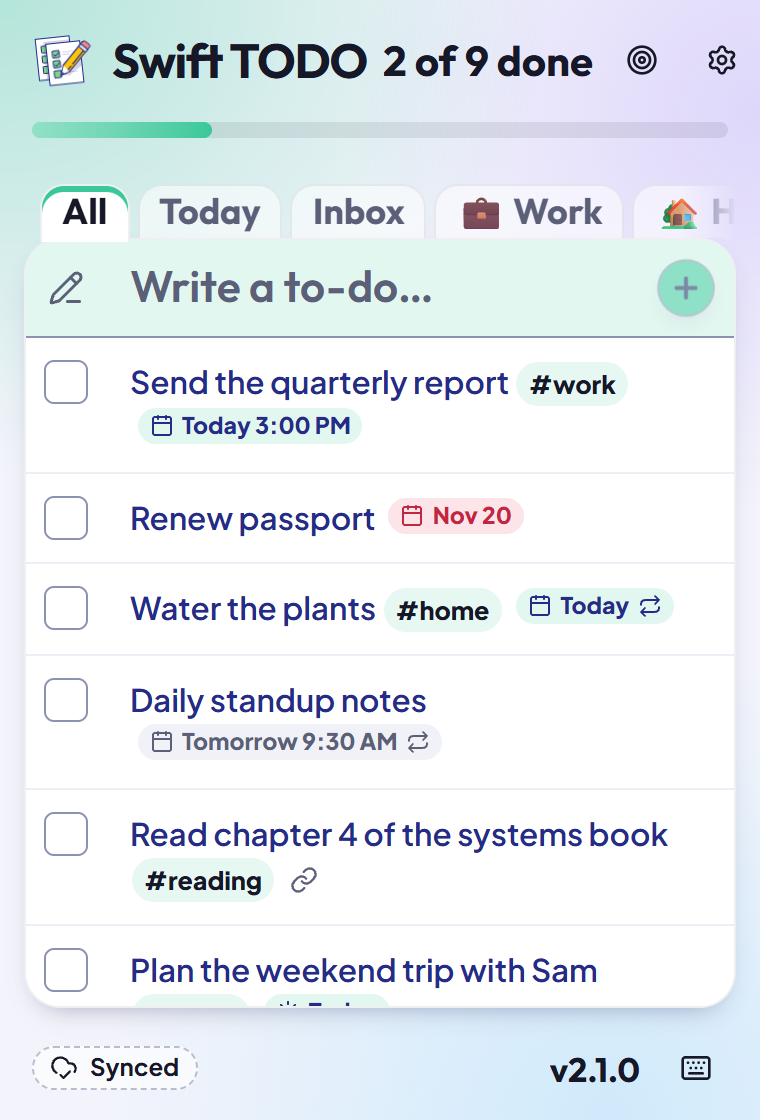 Swift TODO 2 of 9 done
All Today Inbox Work
Write a to-do...
Send the quarterly report #work
Today 3:00 PM
Renew passport Nov 20
Water the plants #home Today
Daily standup notes
Tomorrow 9:30 AM
Read chapter 4 of the systems book
#reading
Plan the weekend trip with Sam
Synced v2.1.0